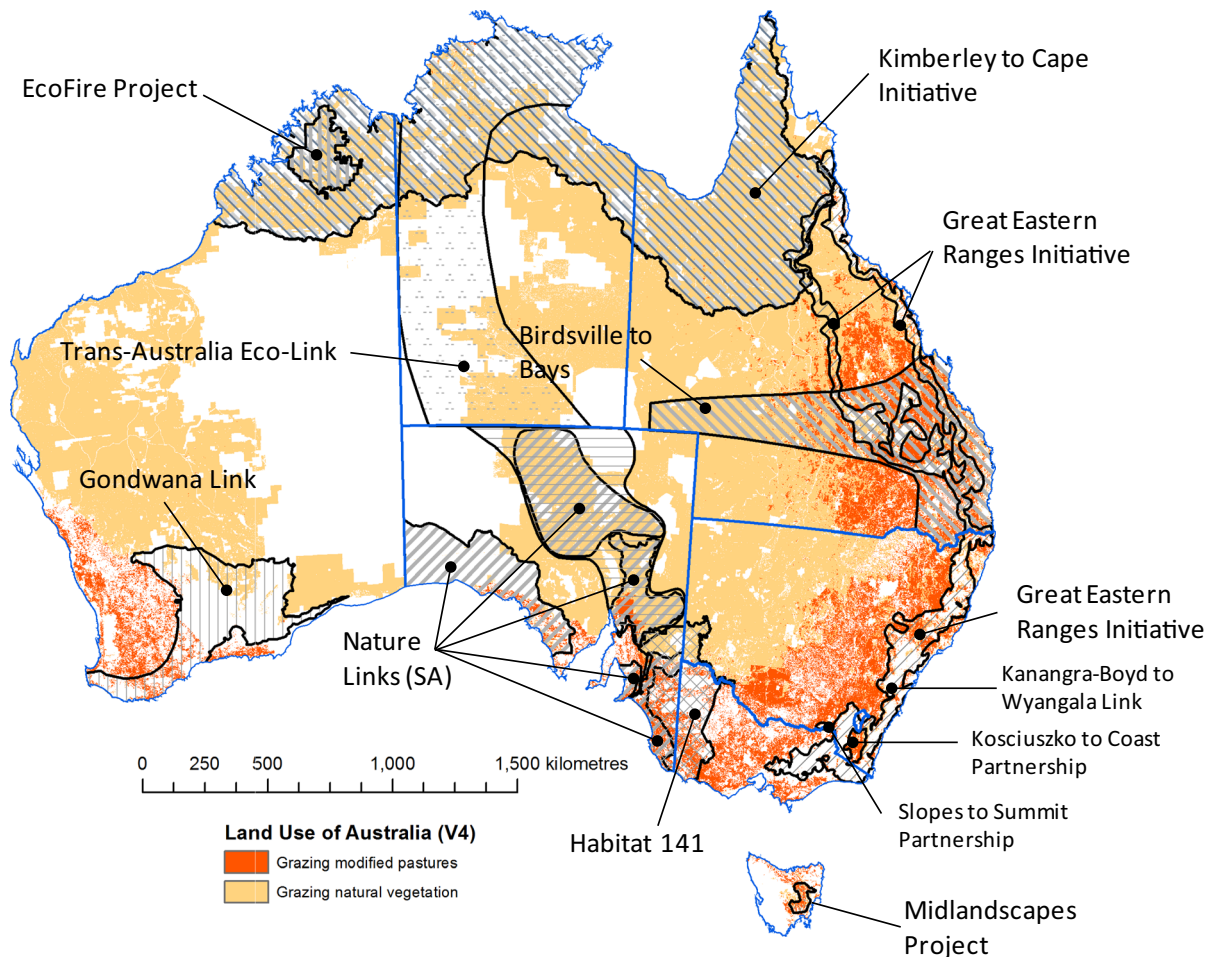 EcoFire Project
Kimberley to Cape
Initiative
Great Eastern
Ranges Initiative
Trans-Australia Eco-Link
Birdsville to
Bays
Gondwana Link
Nature
Links (SA)
Great Eastern
Ranges Initiative
Kanangra-Boyd to
Wyangala Link
Kosciuszko to Coast
Partnership
Slopes to Summit
Partnership
Habitat 141
0 250 500 1,000 1,500 kilometres
Land Use of Australia (V4)
Grazing modified pastures
Grazing natural vegetation
Midlandscapes
Project